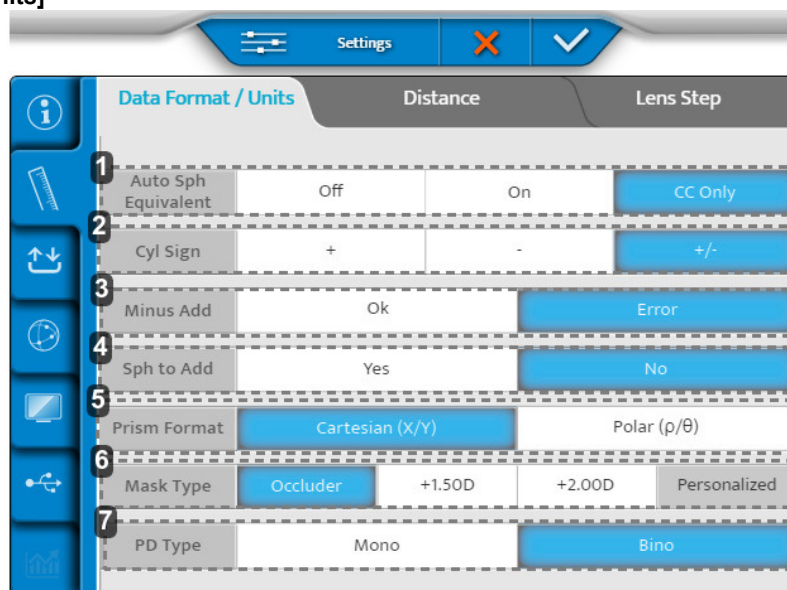 nits]
Settings
Data Format / Units
Distance
Lens Step
1
Auto Sph
Equivalent
Off
On
CC Only
2
Cyl Sign
+
-
+/-
3
Minus Add
Ok
Error
4
Sph to Add
Yes
No
5
Prism Format
Cartesian (X/Y)
Polar (ρ/θ)
6
Mask Type
Occluder
+1.50D
+2.00D
Personalized
7
PD Type
Mono
Bino